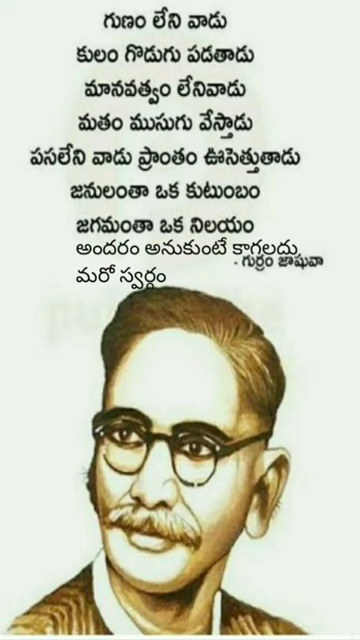 గుణం లేని వాడు
కులం గొడుగు పడతాడు
మానవత్వం లేనివాడు
మతం ముసుగు వేస్తాడు
పసలేని వాడు ప్రాంతం ఊసెత్తుతాడు
జనులంతా ఒక కుటుంబం
జగమంతా ఒక నిలయం
అందరం అనుకుంటే కాగలదు
- గుర్రం జాషువా
మరో స్వర్గం